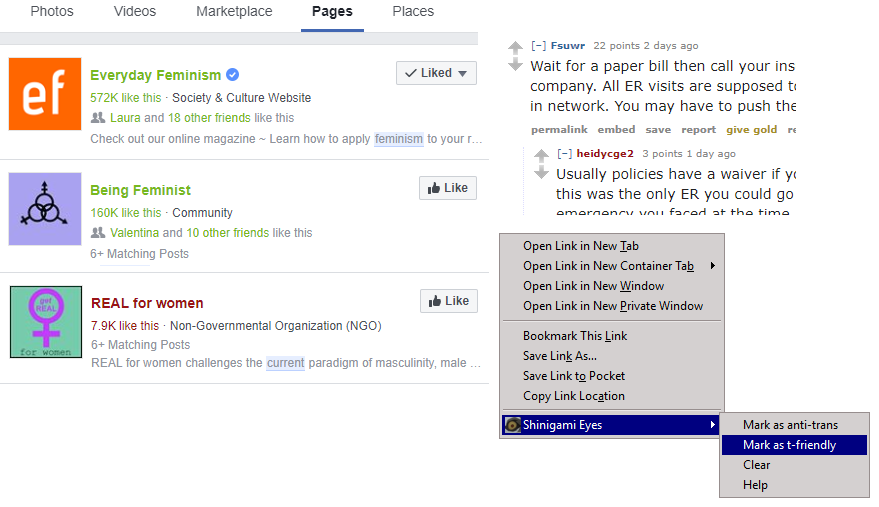 Photos Videos Marketplace Pages Places
ef
Everyday Feminism
Liked
572K like this · Society & Culture Website
Laura and 18 other friends like this
Check out our online magazine ~ Learn how to apply feminism to your r…
Being Feminist
Like
160K like this · Community
Valentina and 10 other friends like this
6+ Matching Posts
get
REAL
for women
REAL for women
Like
7.9K like this · Non-Governmental Organization (NGO)
6+ Matching Posts
REAL for women challenges the current paradigm of masculinity, male …
[-] Fsuwr 22 points 2 days ago
Wait for a paper bill then call your ins
company. All ER visits are supposed to
in network. You may have to push the
permalink embed save report give gold re
[-] heidycge2 3 points 1 day ago
Usually policies have a waiver if yo
this was the only ER you could go
emergency you faced at the time
Open Link in New Tab
Open Link in New Container Tab
Open Link in New Window
Open Link in New Private Window
Bookmark This Link
Save Link As...
Save Link to Pocket
Copy Link Location
Shinigami Eyes
Mark as anti-trans
Mark as t-friendly
Clear
Help